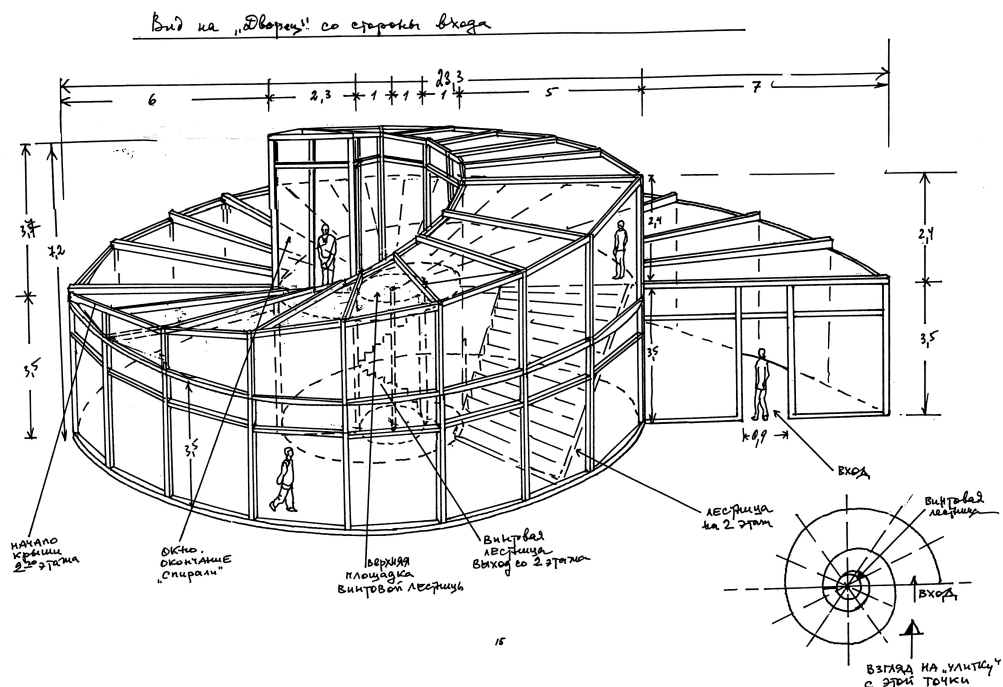 Вид на „Дворец" со стороны входа
23,3
6
2,3
1
1
1
5
7
7,2
2,4
2,4
3,5
3,5
3,5
3,5
0,9
ВХОД
ЛЕСТНИЦА
на 2 этаж
ВИНТОВАЯ
ЛЕСТНИЦА
ВЫХОД СО 2 ЭТАЖА
ВЕРХНЯЯ
ПЛОЩАДКА
ВИНТОВОЙ ЛЕСТНИЦЫ
ОКНО.
ОКОНЧАНИЕ
„СПИРАЛИ"
НАЧАЛО
КРЫШИ
2го ЭТАЖА
ВИНТОВАЯ
ЛЕСТНИЦА
ВХОД
ВЗГЛЯД НА „УЛИТКУ"
С ЭТОЙ ТОЧКИ
15